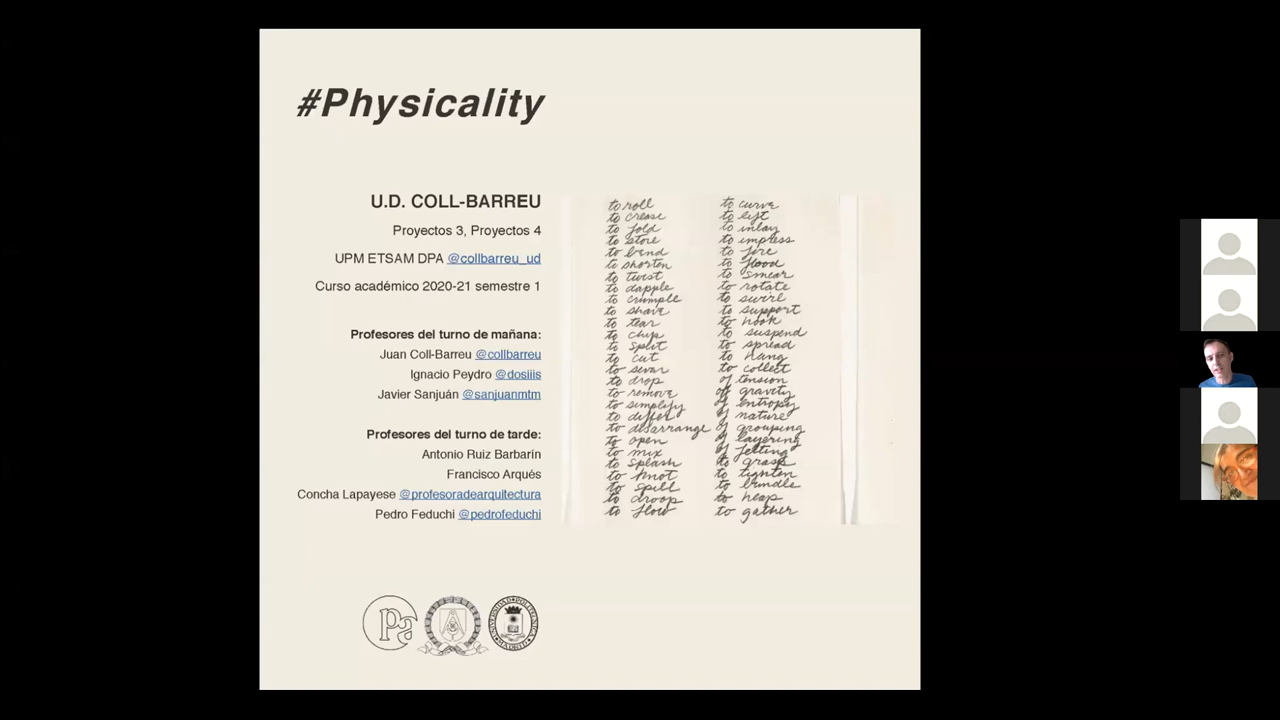 #Physicality
U.D. COLL-BARREU
Proyectos 3, Proyectos 4
UPM ETSAM DPA @collbarreu_ud
Curso académico 2020-21 semestre 1
Profesores del turno de mañana:
Juan Coll-Barreu @collbarreu
Ignacio Peydro @dosiiis
Javier Sanjuán @sanjuanmtm
Profesores del turno de tarde:
Antonio Ruiz Barbarín
Francisco Arqués
Concha Lapayese @profesoradearquitectura
Pedro Feduchi @pedrofeduchi
to roll
to crease
to fold
to store
to bend
to shorten
to twist
to dapple
to crumple
to shave
to tear
to chip
to split
to cut
to sever
to drop
to remove
to simplify
to differ
to disarrange
to open
to mix
to splash
to knot
to spill
to droop
to flow
to curve
to lift
to inlay
to impress
to fire
to flood
to smear
to rotate
to swirl
to support
to hook
to suspend
to spread
to hang
to collect
of tension
of gravity
of entropy
of nature
of grouping
of layering
of felting
to grasp
to tighten
to bundle
to heap
to gather
pa